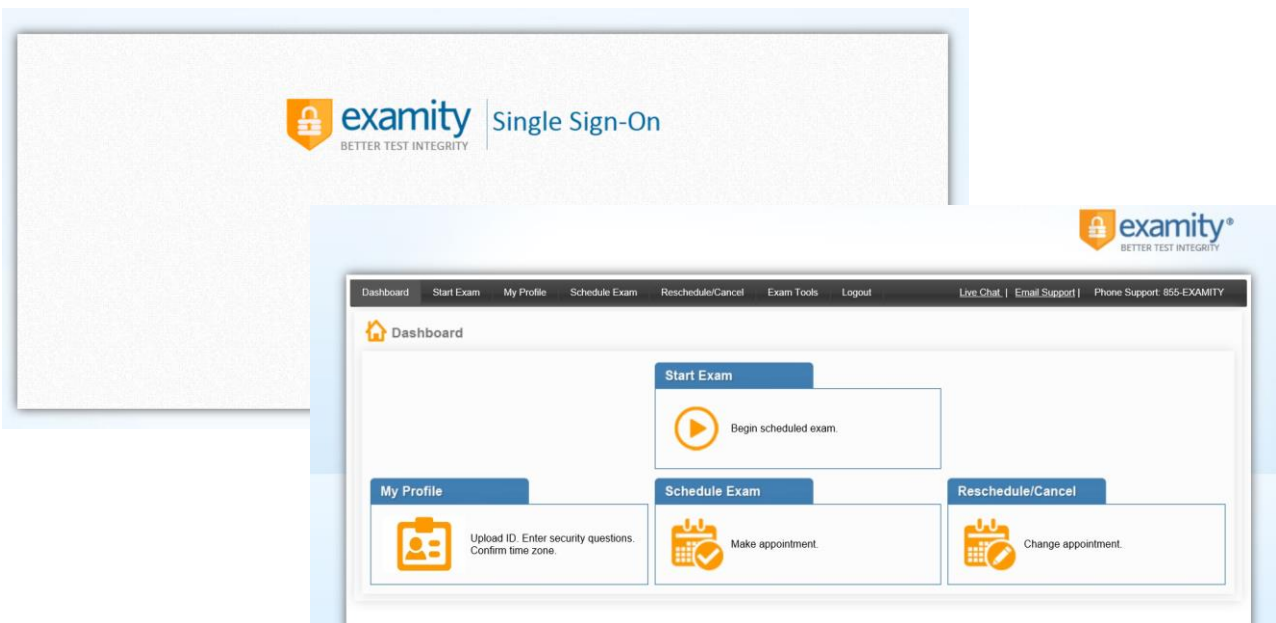 examity Single Sign-On
BETTER TEST INTEGRITY
examity®
BETTER TEST INTEGRITY
Dashboard Start Exam My Profile Schedule Exam Reschedule/Cancel Exam Tools Logout Live Chat | Email Support | Phone Support: 855-EXAMITY
Dashboard
Start Exam
Begin scheduled exam.
My Profile
Upload ID. Enter security questions.
Confirm time zone.
Schedule Exam
Make appointment.
Reschedule/Cancel
Change appointment.